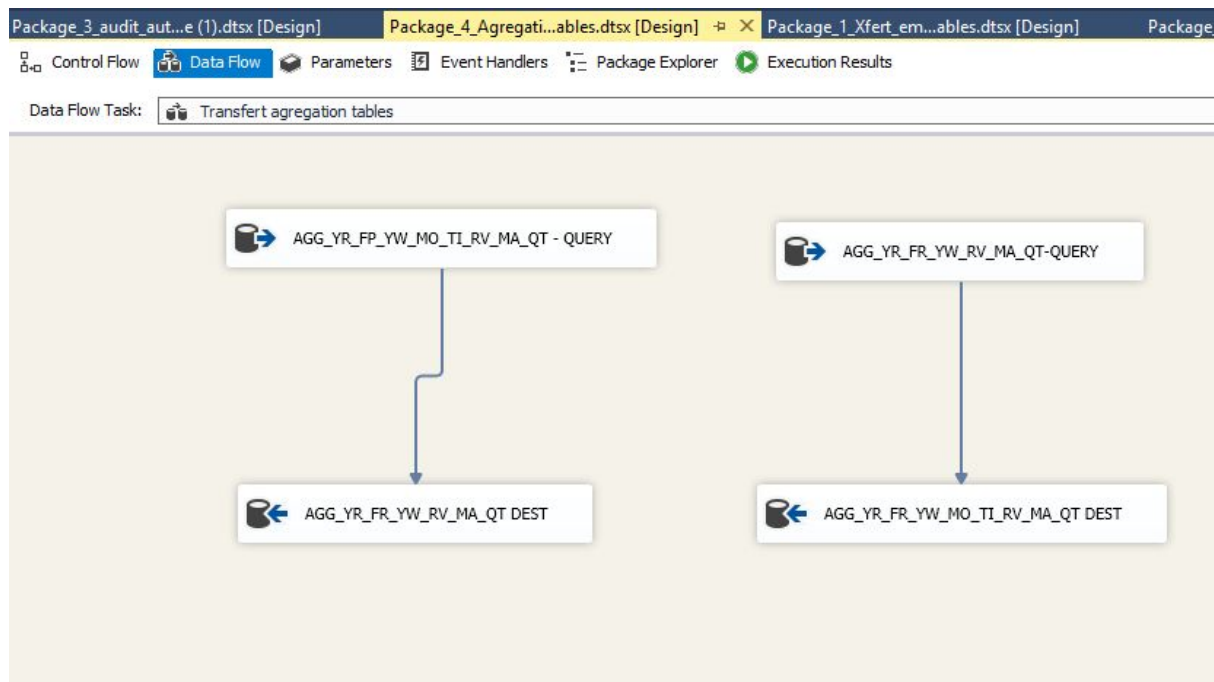 Package_3_audit_aut...e (1).dtsx [Design] Package_4_Agregati...ables.dtsx [Design] Package_1_Xfert_em...ables.dtsx [Design] Package_
Control Flow Data Flow Parameters Event Handlers Package Explorer Execution Results
Data Flow Task: Transfert agregation tables
AGG_YR_FP_YW_MO_TI_RV_MA_QT - QUERY
AGG_YR_FR_YW_RV_MA_QT-QUERY
AGG_YR_FR_YW_RV_MA_QT DEST
AGG_YR_FR_YW_MO_TI_RV_MA_QT DEST